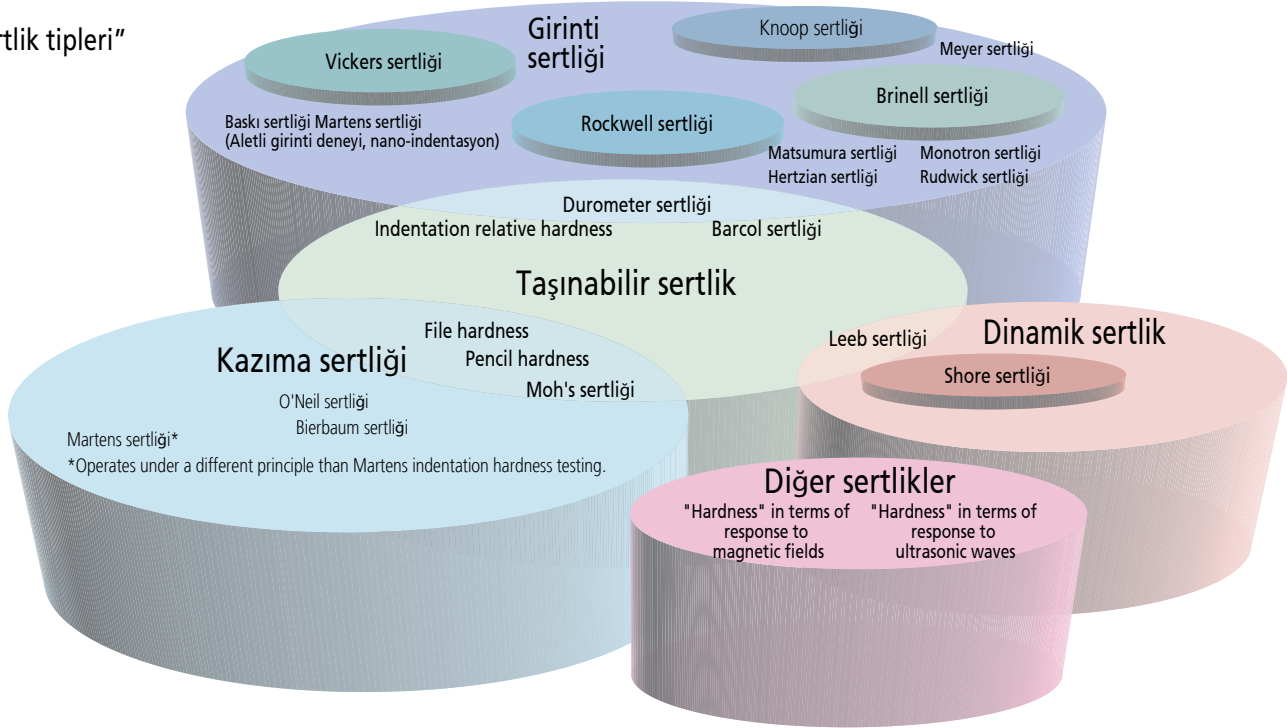 rtlik tipleri”
Girinti
sertliği
Knoop sertliği
Meyer sertliği
Vickers sertliği
Brinell sertliği
Baskı sertliği Martens sertliği
(Aletli girinti deneyi, nano-indentasyon)
Rockwell sertliği
Matsumura sertliği
Monotron sertliği
Hertzian sertliği
Rudwick sertliği
Durometer sertliği
Indentation relative hardness
Barcol sertliği
Taşınabilir sertlik
File hardness
Pencil hardness
Moh's sertliği
Kazıma sertliği
O'Neil sertliği
Bierbaum sertliği
Martens sertliği*
*Operates under a different principle than Martens indentation hardness testing.
Leeb sertliği
Dinamik sertlik
Shore sertliği
Diğer sertlikler
"Hardness" in terms of
response to
magnetic fields
"Hardness" in terms of
response to
ultrasonic waves